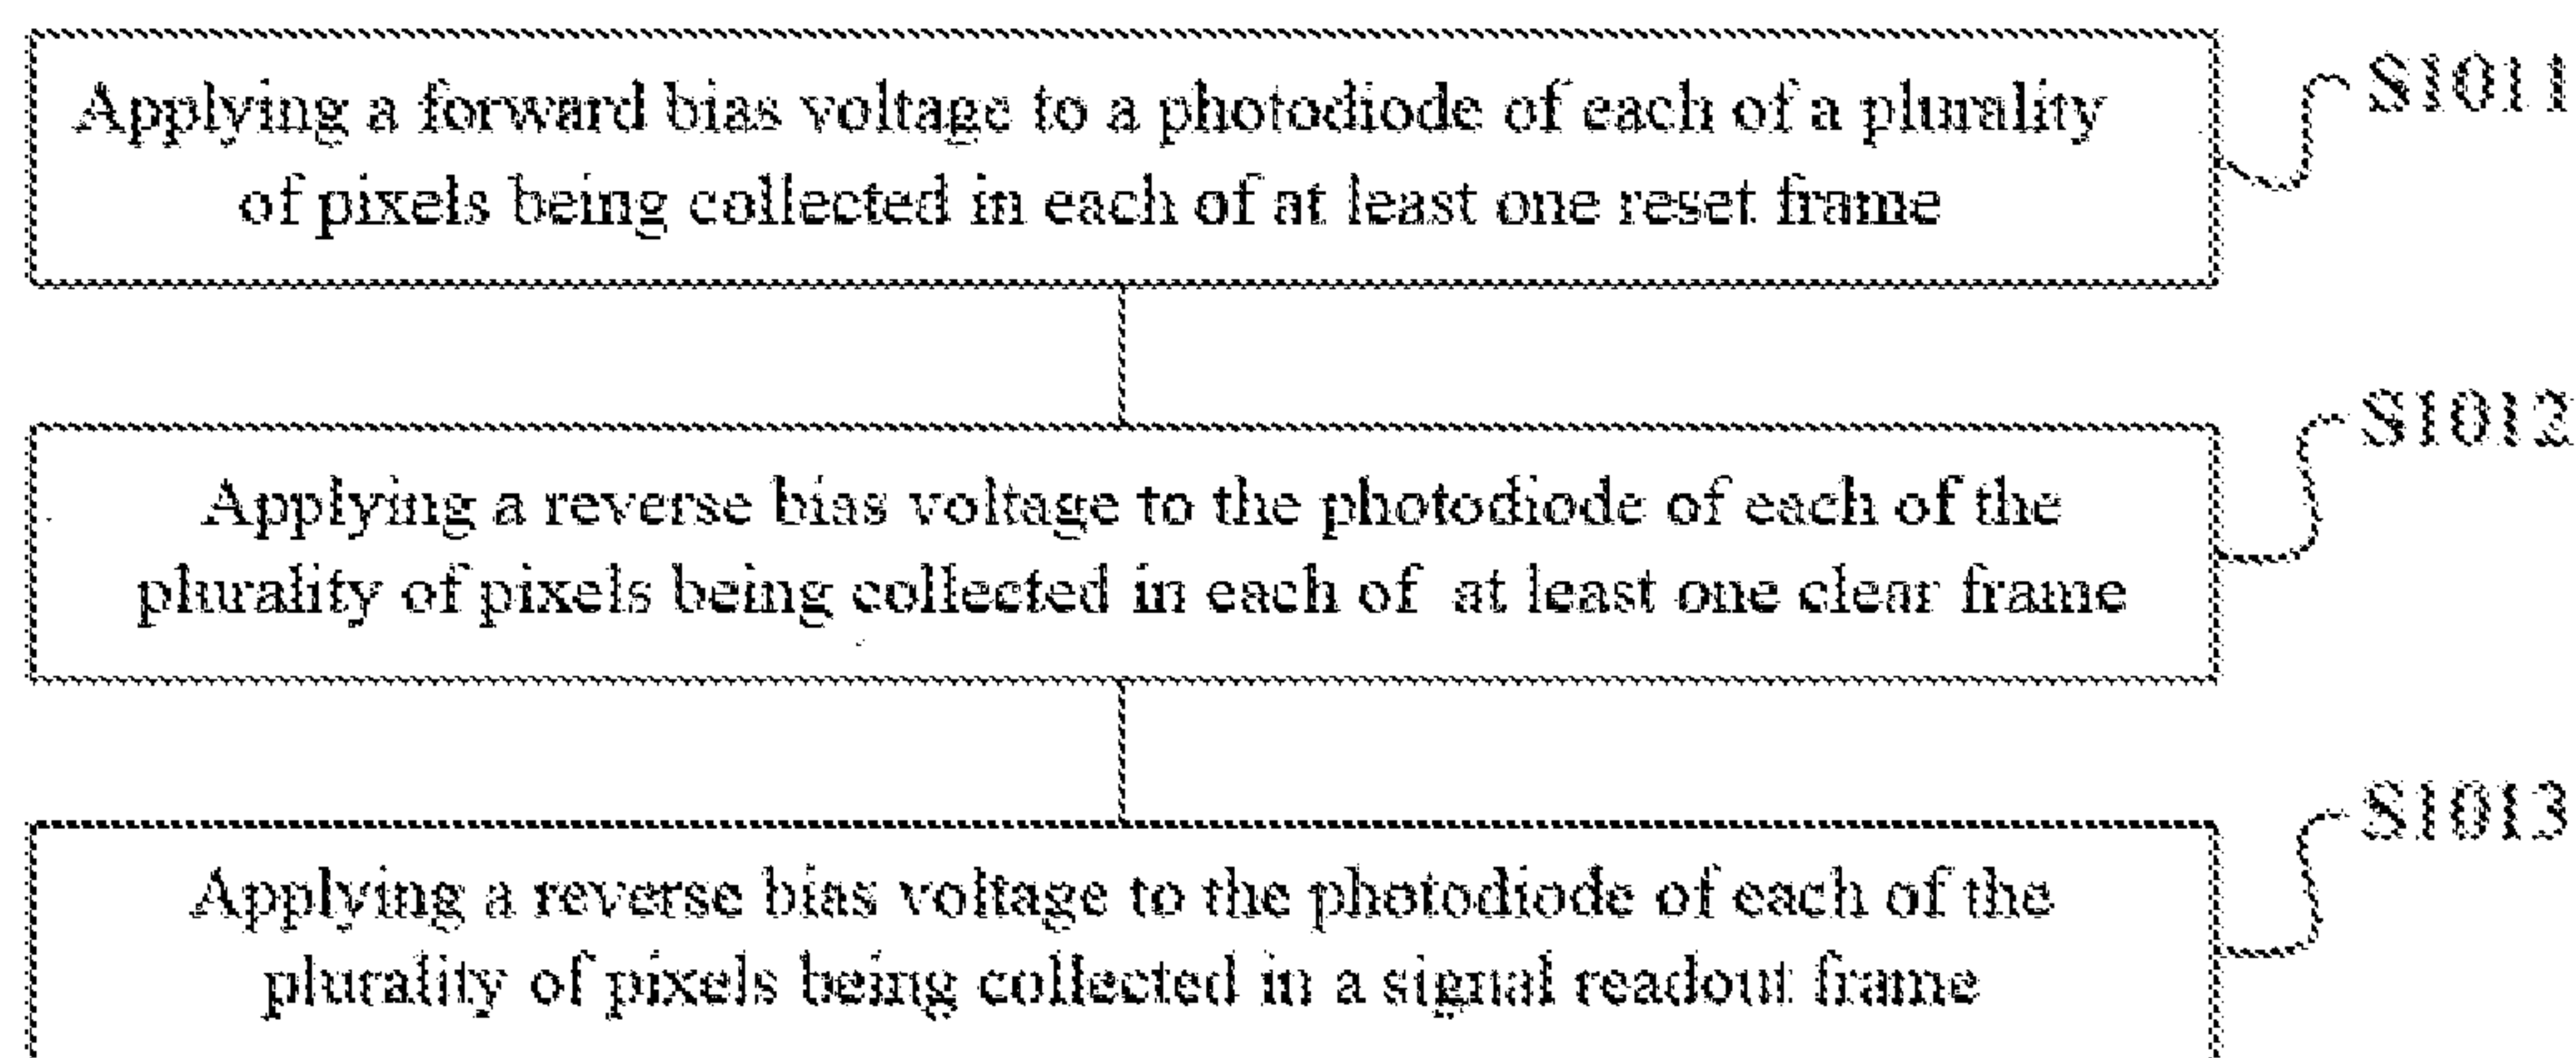 Applying a forward bias voltage to a photodiode of each of a plurality
of pixels being collected in each of at least one reset frame
S1011
Applying a reverse bias voltage to the photodiode of each of the
plurality of pixels being collected in each of at least one clear frame
S1012
Applying a reverse bias voltage to the photodiode of each of the
plurality of pixels being collected in a signal readout frame
S1013